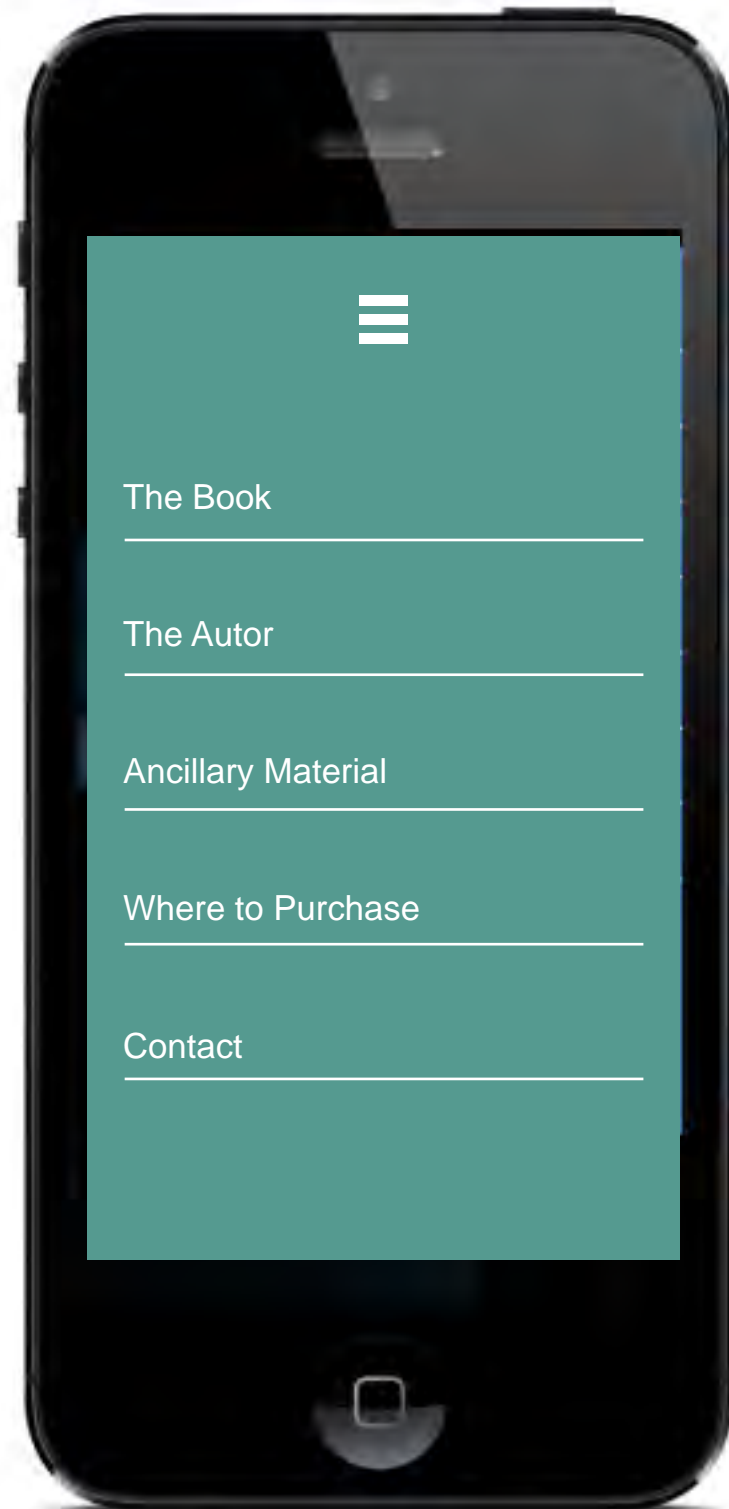 The Book
The Autor
Ancillary Material
Where to Purchase
Contact